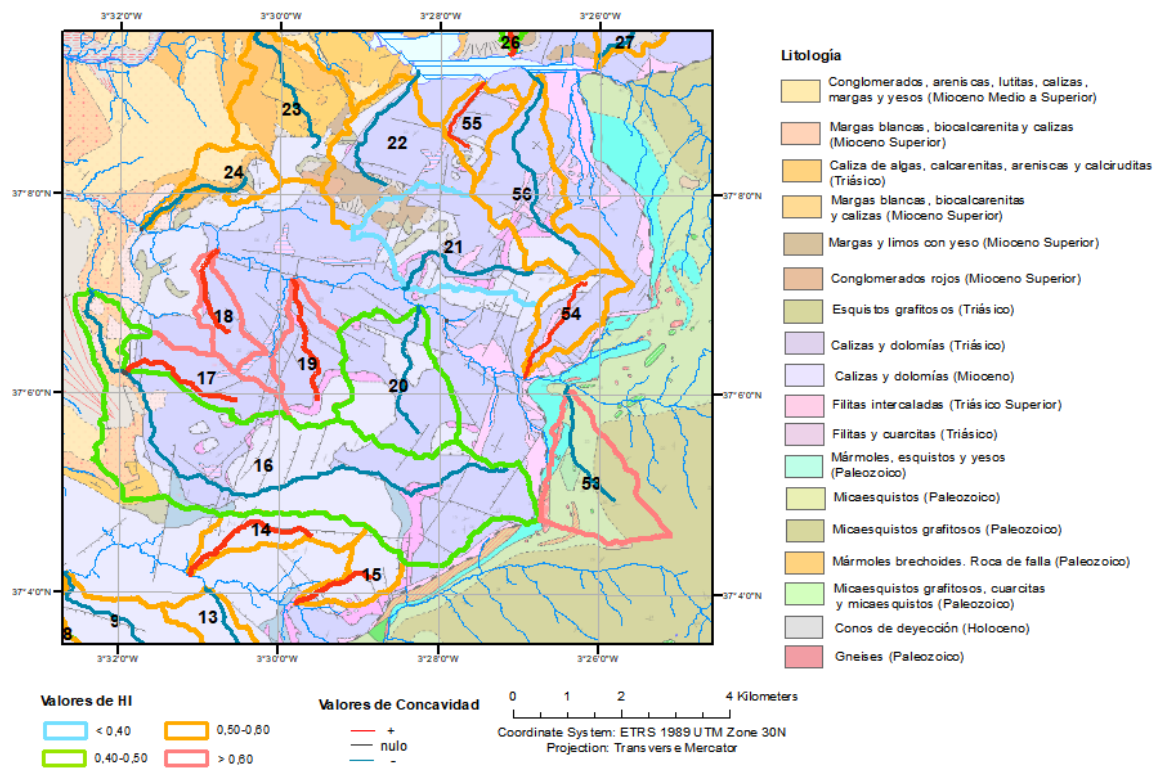 3°32'0"W 3°30'0"W 3°28'0"W 3°26'0"W
26
27
23
55
22
24
37°8'0"N
56
37°8'0"N
21
18
54
19
17
20
37°6'0"N
37°6'0"N
16
53
14
15
37°4'0"N
37°4'0"N
13
9
8
3°32'0"W 3°30'0"W 3°28'0"W 3°26'0"W
Litología
Conglomerados, areniscas, lutitas, calizas,
margas y yesos (Mioceno Medio a Superior)
Margas blancas, biocalcarenita y calizas
(Mioceno Superior)
Caliza de algas, calcarenitas, areniscas y calciruditas
(Triásico)
Margas blancas, biocalcarenitas
y calizas (Mioceno Superior)
Margas y limos con yeso (Mioceno Superior)
Conglomerados rojos (Mioceno Superior)
Esquistos grafitosos (Triásico)
Calizas y dolomías (Triásico)
Calizas y dolomías (Mioceno)
Filitas intercaladas (Triásico Superior)
Filitas y cuarcitas (Triásico)
Mármoles, esquistos y yesos
(Paleozoico)
Micaesquistos (Paleozoico)
Micaesquistos grafitosos (Paleozoico)
Mármoles brechoides. Roca de falla (Paleozoico)
Micaesquistos grafitosos, cuarcitas
y micaesquistos (Paleozoico)
Conos de deyección (Holoceno)
Gneises (Paleozoico)
Valores de HI
< 0,40
0,50-0,60
0,40-0,50
> 0,60
Valores de Concavidad
+
nulo
-
0 1 2 4 Kilometers
Coordinate System: ETRS 1989 UTM Zone 30N
Projection: Transverse Mercator